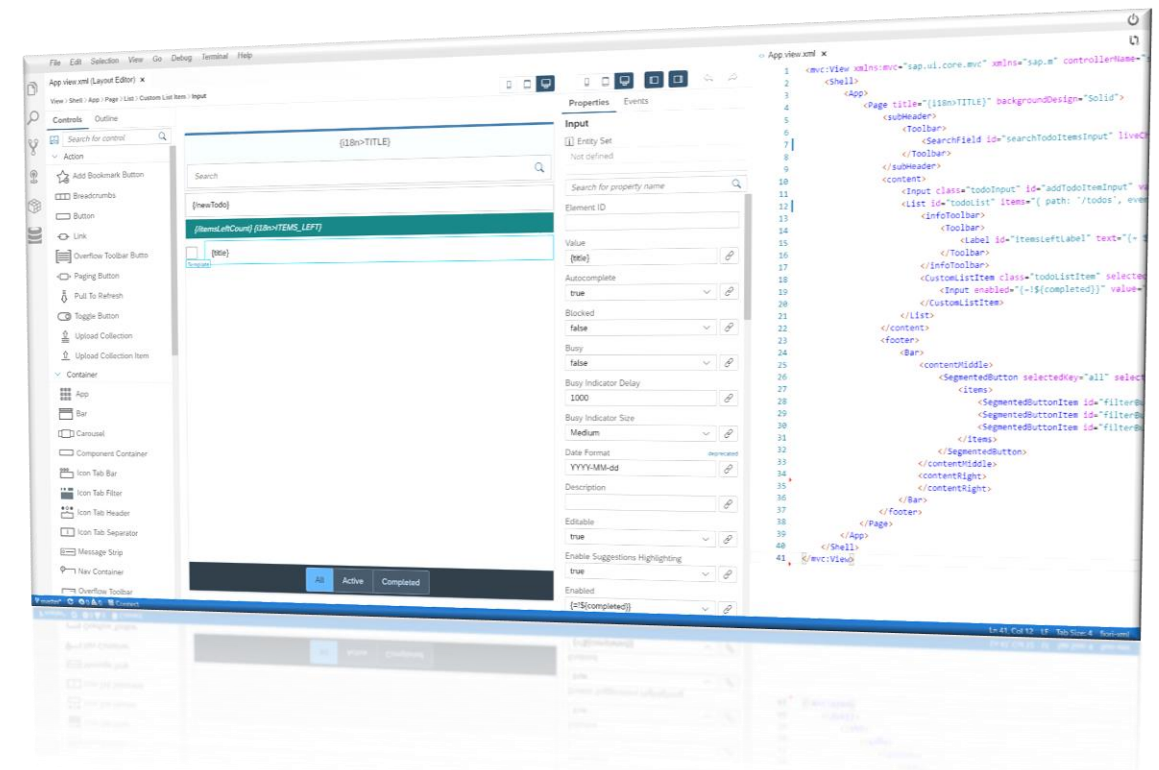 File Edit Selection View Go Debug Terminal Help
App.view.xml (Layout Editor) ×
View / Shell / App / Page / List / Custom List Item / Input
Controls Outline
Search for control
Action
Add Bookmark Button
Breadcrumbs
Button
Link
Overflow Toolbar Butto
Paging Button
Pull To Refresh
Toggle Button
Upload Collection
Upload Collection Item
Container
App
Bar
Carousel
Component Container
Icon Tab Bar
Icon Tab Filter
Icon Tab Header
Icon Tab Separator
Message Strip
Nav Container
Overflow Toolbar
{i18n>TITLE}
Search
{/newTodo}
{/itemsLeftCount} {i18n>ITEMS_LEFT}
{title}
Template
All Active Completed
Properties Events
Input
Entity Set
Not defined
Search for property name
Element ID
Value
{title}
Autocomplete
true
Blocked
false
Busy
false
Busy Indicator Delay
1000
Busy Indicator Size
Medium
Date Format deprecated
YYYY-MM-dd
Description
Editable
true
Enable Suggestions Highlighting
true
Enabled
{=!${completed}}
App.view.xml ×
1 <mvc:View xmlns:mvc="sap.ui.core.mvc" xmlns="sap.m" controllerName="
2 <Shell>
3 <App>
4 <Page title="{i18n>TITLE}" backgroundDesign="Solid">
5 <subHeader>
6 <Toolbar>
7 <SearchField id="searchTodoItemsInput" liveCh
8 </Toolbar>
9 </subHeader>
10 <content>
11 <Input class="todoInput" id="addTodoItemInput" va
12 <List id="todoList" items="{ path: '/todos', even
13 <infoToolbar>
14 <Toolbar>
15 <Label id="itemsLeftLabel" text="{
16 </Toolbar>
17 </infoToolbar>
18 <CustomListItem class="todoListItem" selected
19 <Input enabled="{=!${completed}}" value="
20 </CustomListItem>
21 </List>
22 </content>
23 <footer>
24 <Bar>
25 <contentMiddle>
26 <SegmentedButton selectedKey="all" select
27 <items>
28 <SegmentedButtonItem id="filterBu
29 <SegmentedButtonItem id="filterBu
30 <SegmentedButtonItem id="filterBu
31 </items>
32 </SegmentedButton>
33 </contentMiddle>
34 <contentRight>
35 </contentRight>
36 </Bar>
37 </footer>
38 </Page>
39 </App>
40 </Shell>
41 </mvc:View>
master* Connect
Ln 41, Col 12 LF Tab Size: 4 fiori-xml